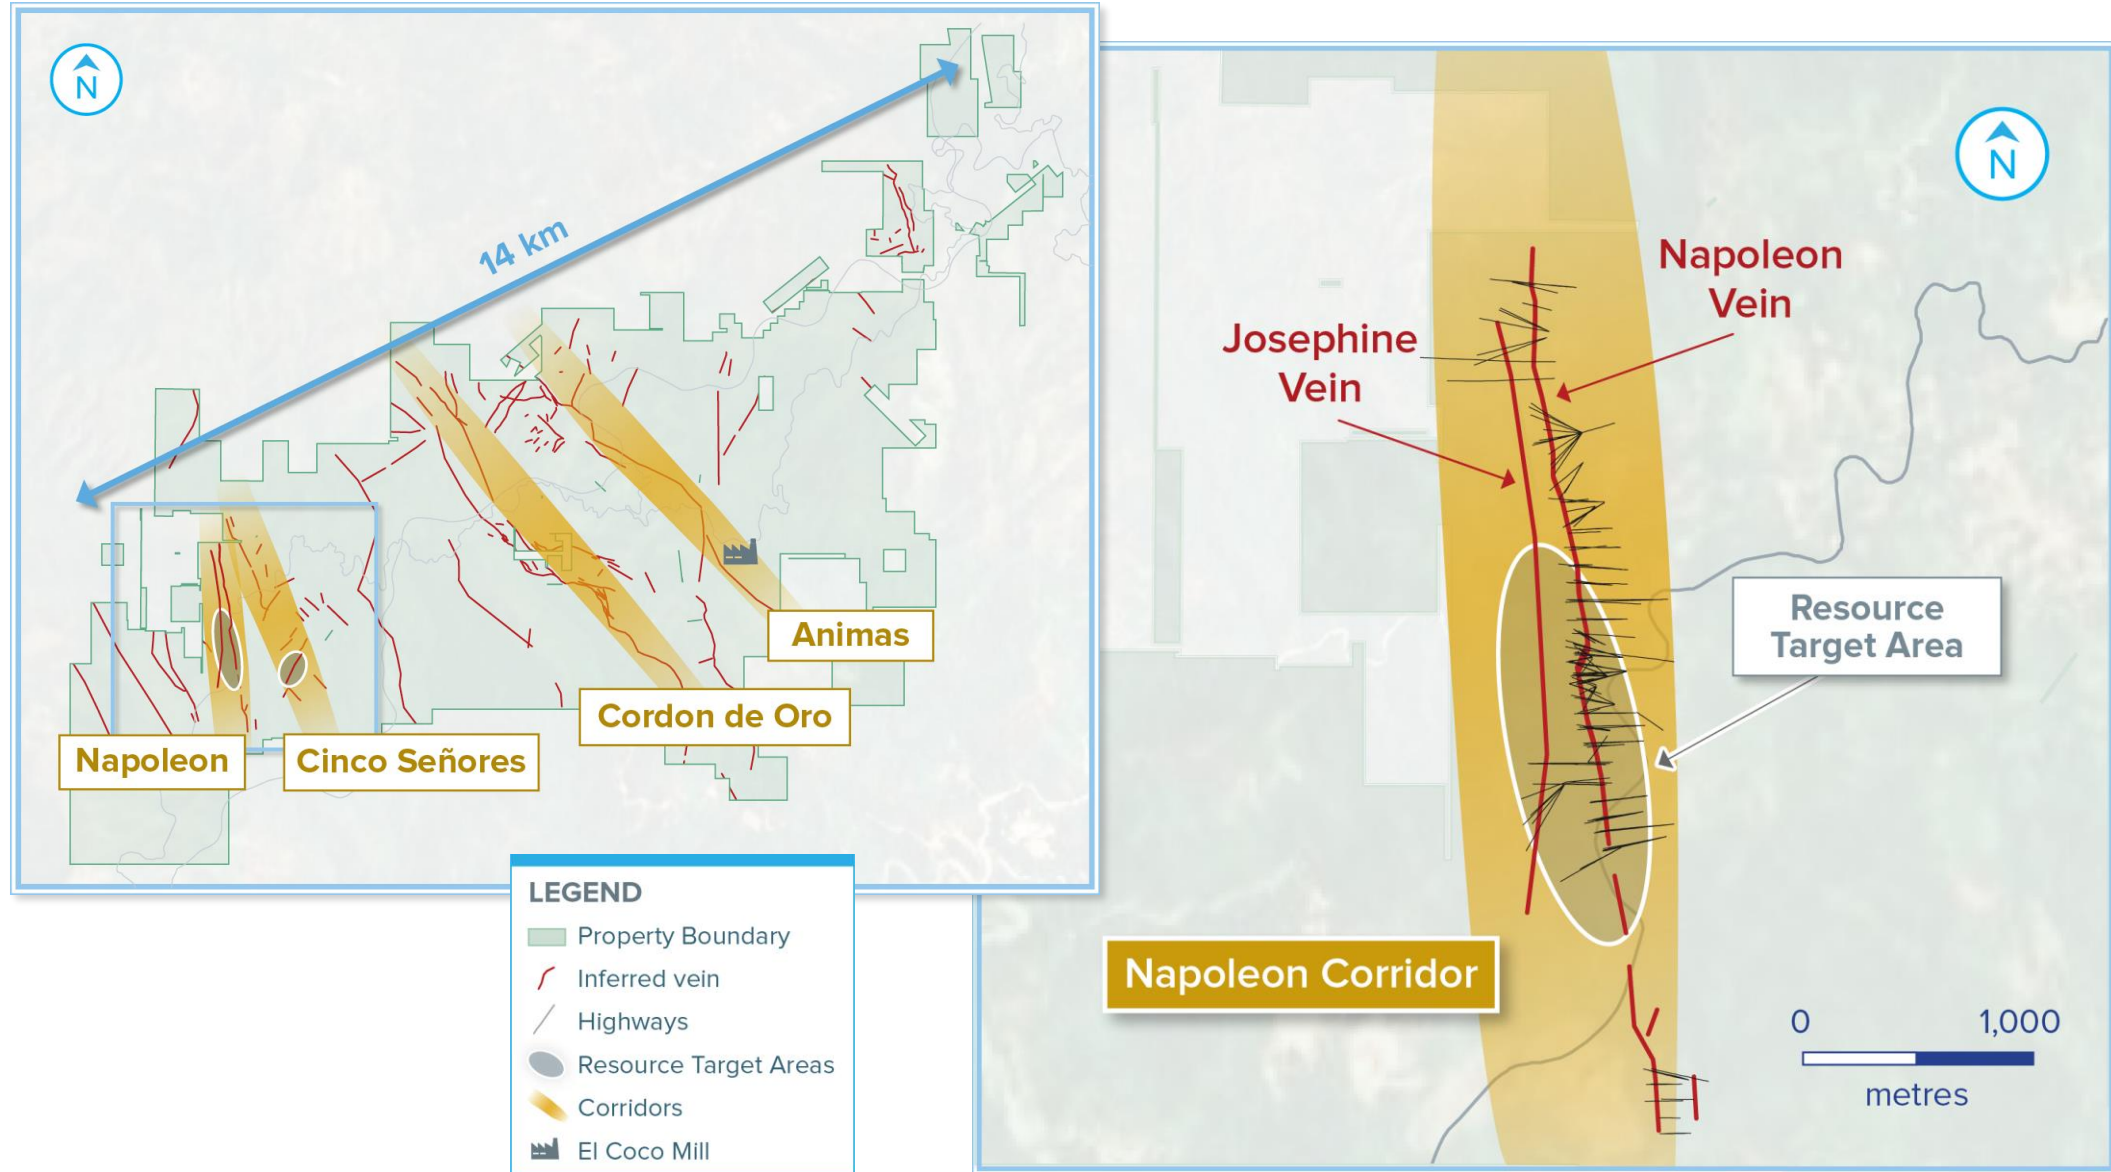 N
14 km
Animas
Cordon de Oro
Napoleon
Cinco Señores
LEGEND
Property Boundary
Inferred vein
Highways
Resource Target Areas
Corridors
El Coco Mill
N
Napoleon
Vein
Josephine
Vein
Resource
Target Area
Napoleon Corridor
0 1,000
metres